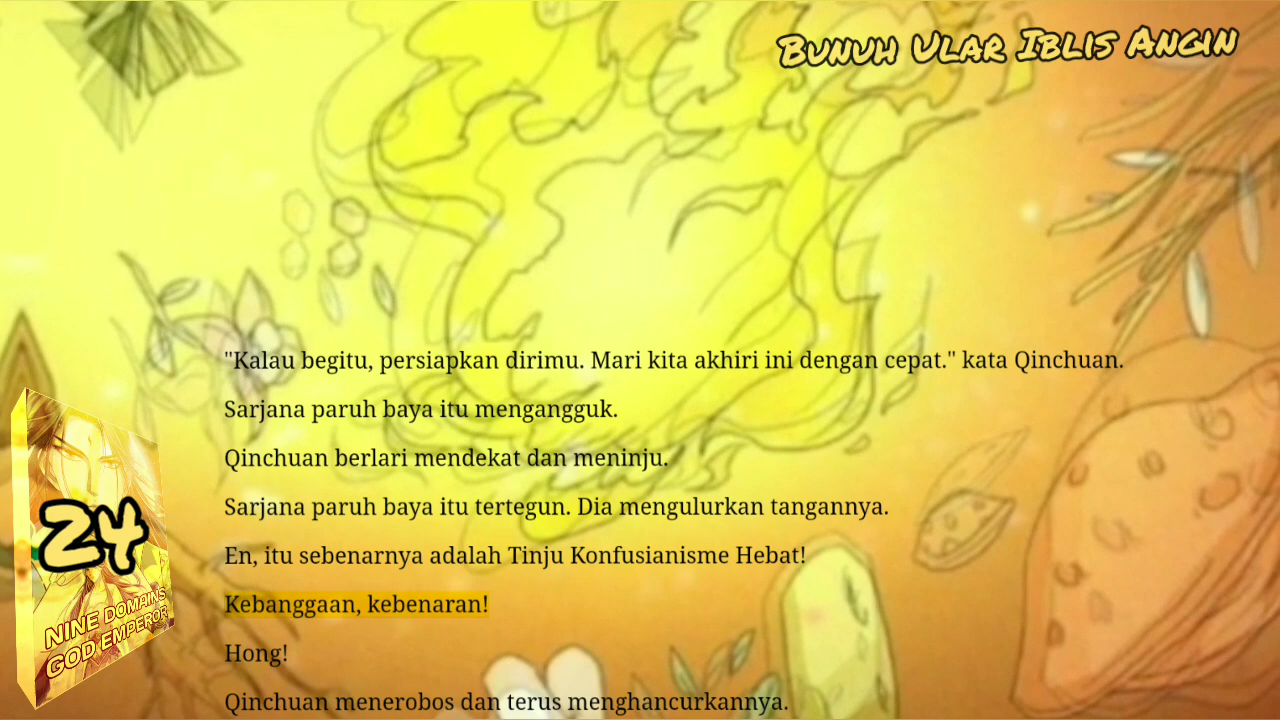 Bunuh Ular Iblis Angin
"Kalau begitu, persiapkan dirimu. Mari kita akhiri ini dengan cepat." kata Qinchuan.
Sarjana paruh baya itu mengangguk.
Qinchuan berlari mendekat dan meninju.
Sarjana paruh baya itu tertegun. Dia mengulurkan tangannya.
En, itu sebenarnya adalah Tinju Konfusianisme Hebat!
Kebanggaan, kebenaran!
Hong!
Qinchuan menerobos dan terus menghancurkannya.
24
NINE DOMAINS
GOD EMPEROR